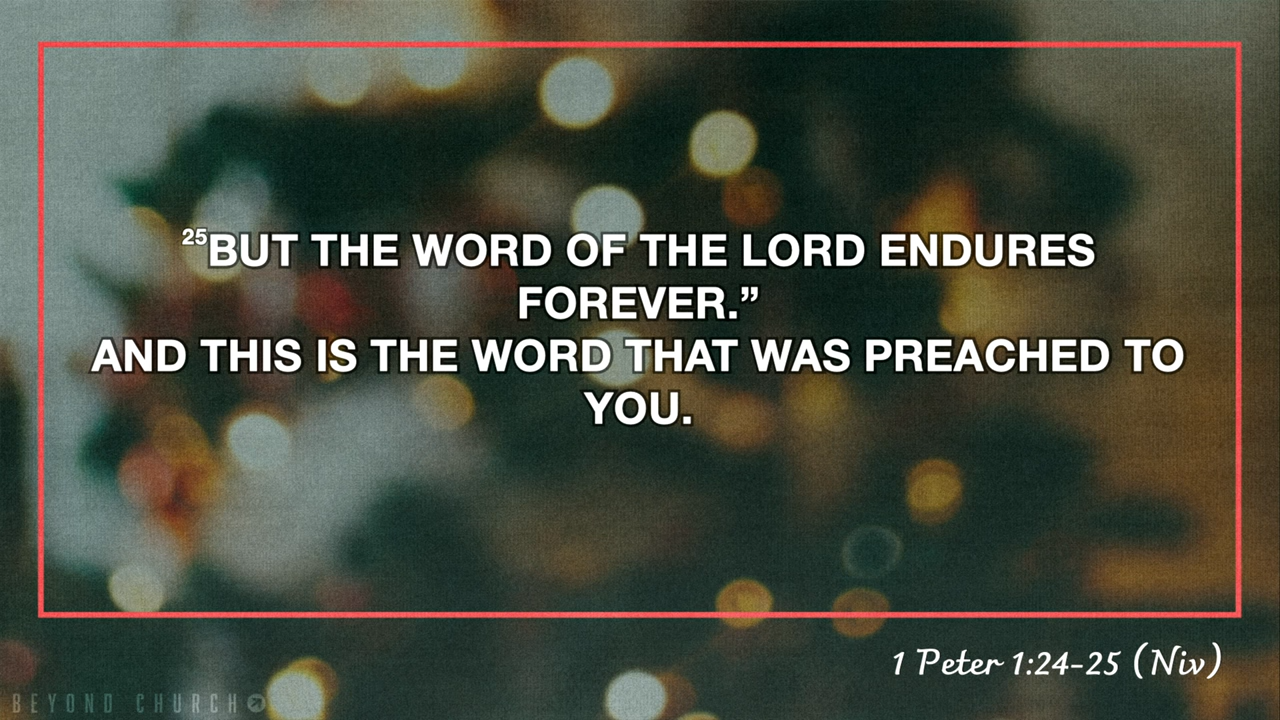 25BUT THE WORD OF THE LORD ENDURES
FOREVER.”
AND THIS IS THE WORD THAT WAS PREACHED TO
YOU.
1 Peter 1:24-25 (Niv)
BEYOND CHURCH